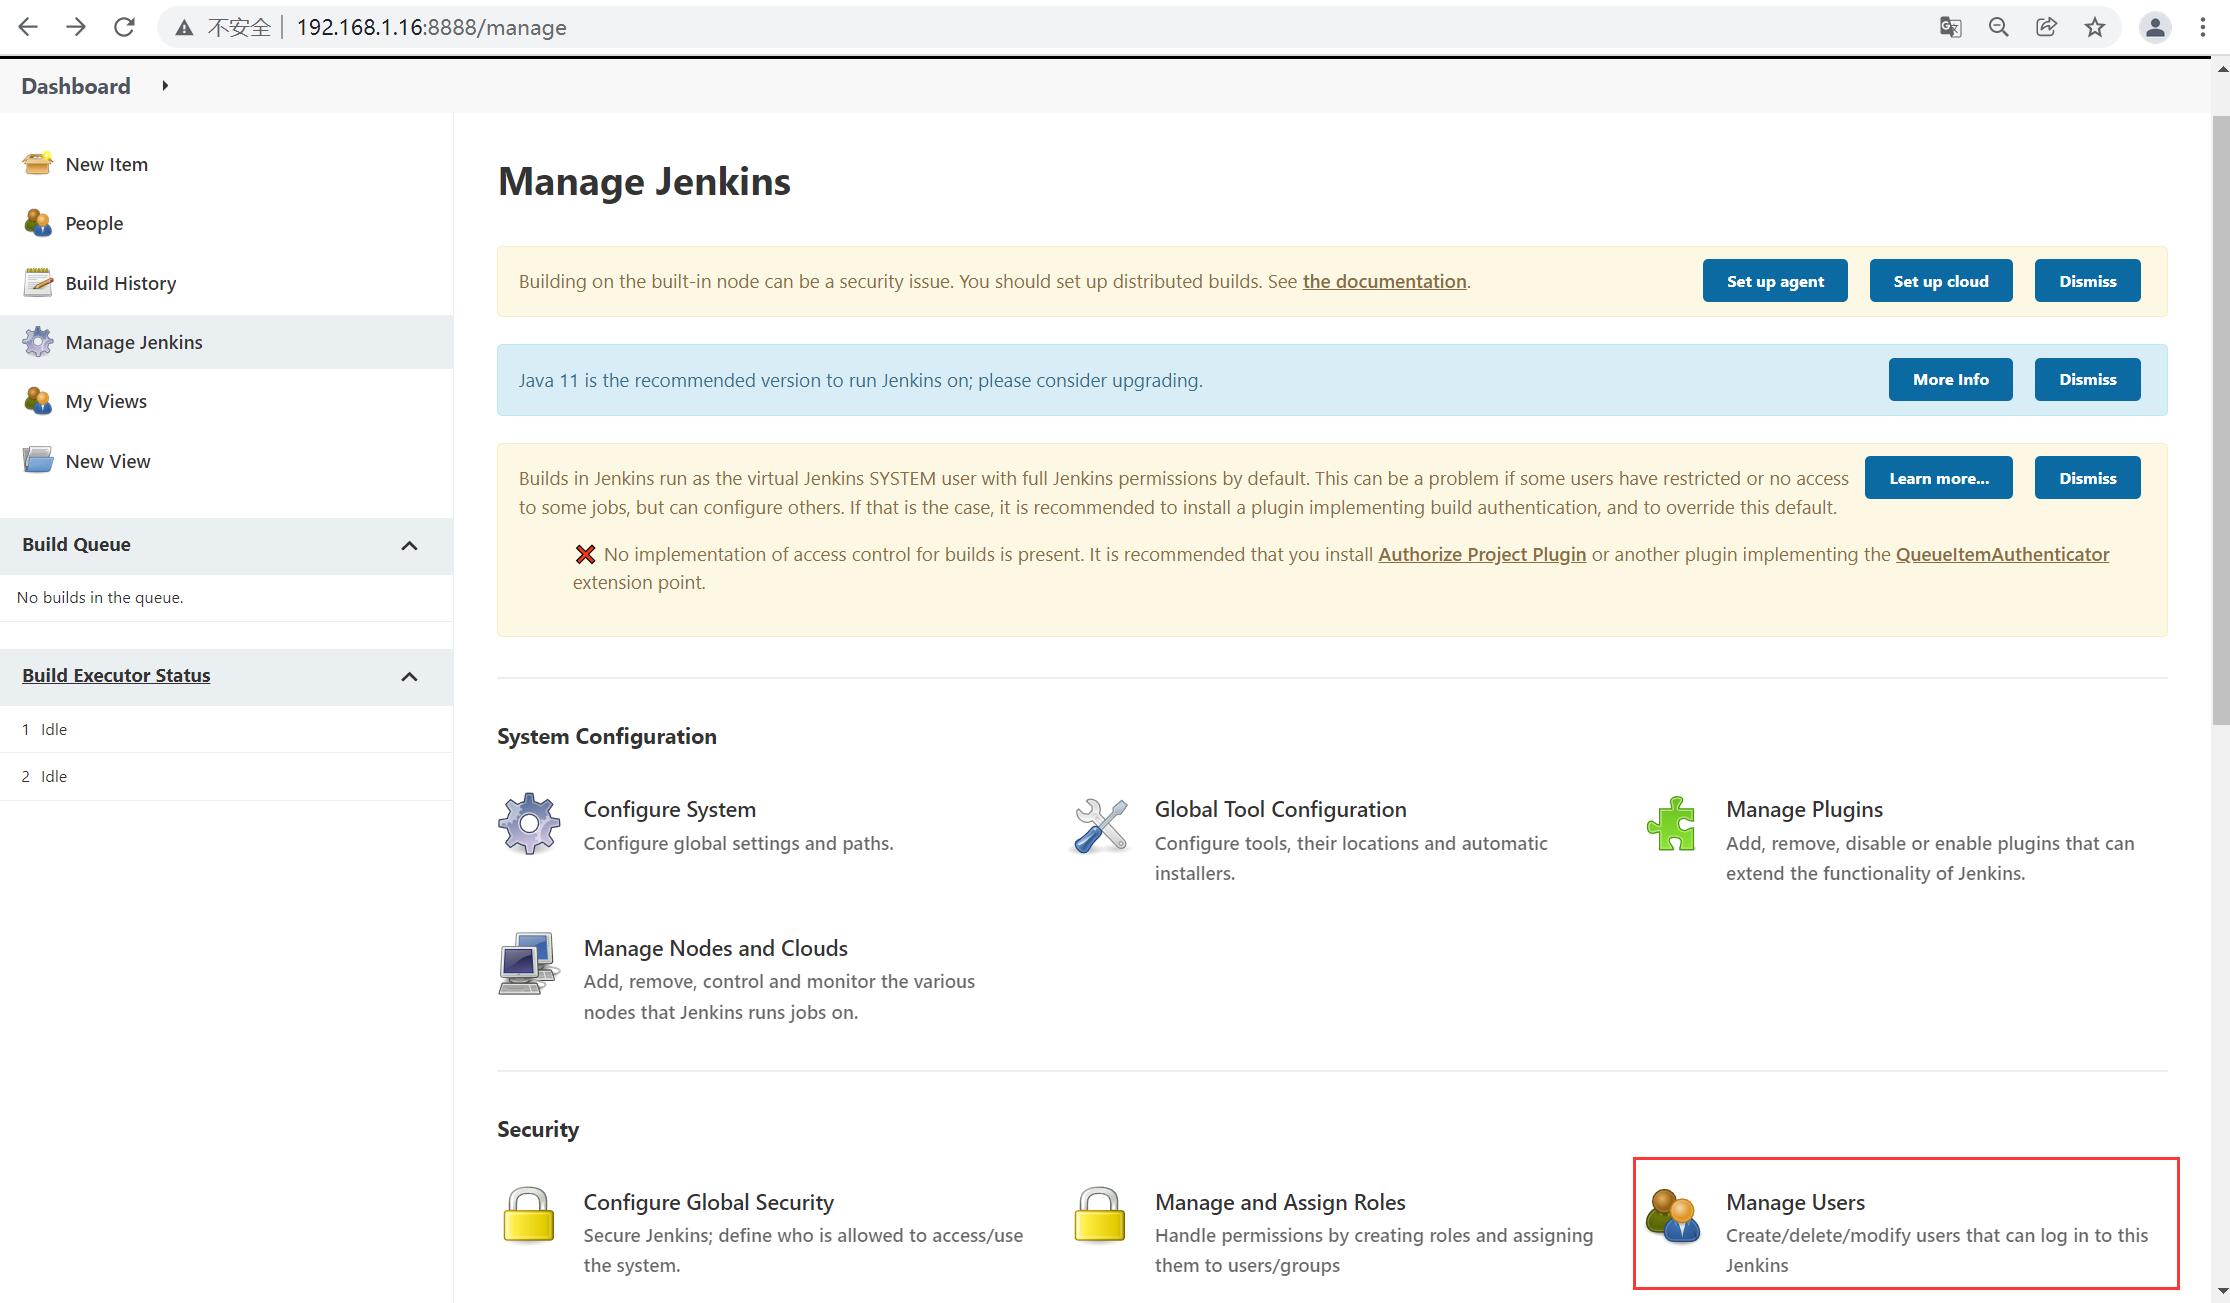 不安全 | 192.168.1.16:8888/manage
Dashboard
New Item
People
Build History
Manage Jenkins
My Views
New View
Build Queue
No builds in the queue.
Build Executor Status
1 Idle
2 Idle
Manage Jenkins
Building on the built-in node can be a security issue. You should set up distributed builds. See the documentation.
Set up agent
Set up cloud
Dismiss
Java 11 is the recommended version to run Jenkins on; please consider upgrading.
More Info
Dismiss
Builds in Jenkins run as the virtual Jenkins SYSTEM user with full Jenkins permissions by default. This can be a problem if some users have restricted or no access
to some jobs, but can configure others. If that is the case, it is recommended to install a plugin implementing build authentication, and to override this default.
Learn more...
Dismiss
No implementation of access control for builds is present. It is recommended that you install Authorize Project Plugin or another plugin implementing the QueueItemAuthenticator
extension point.
System Configuration
Configure System
Configure global settings and paths.
Global Tool Configuration
Configure tools, their locations and automatic
installers.
Manage Plugins
Add, remove, disable or enable plugins that can
extend the functionality of Jenkins.
Manage Nodes and Clouds
Add, remove, control and monitor the various
nodes that Jenkins runs jobs on.
Security
Configure Global Security
Secure Jenkins; define who is allowed to access/use
the system.
Manage and Assign Roles
Handle permissions by creating roles and assigning
them to users/groups
Manage Users
Create/delete/modify users that can log in to this
Jenkins